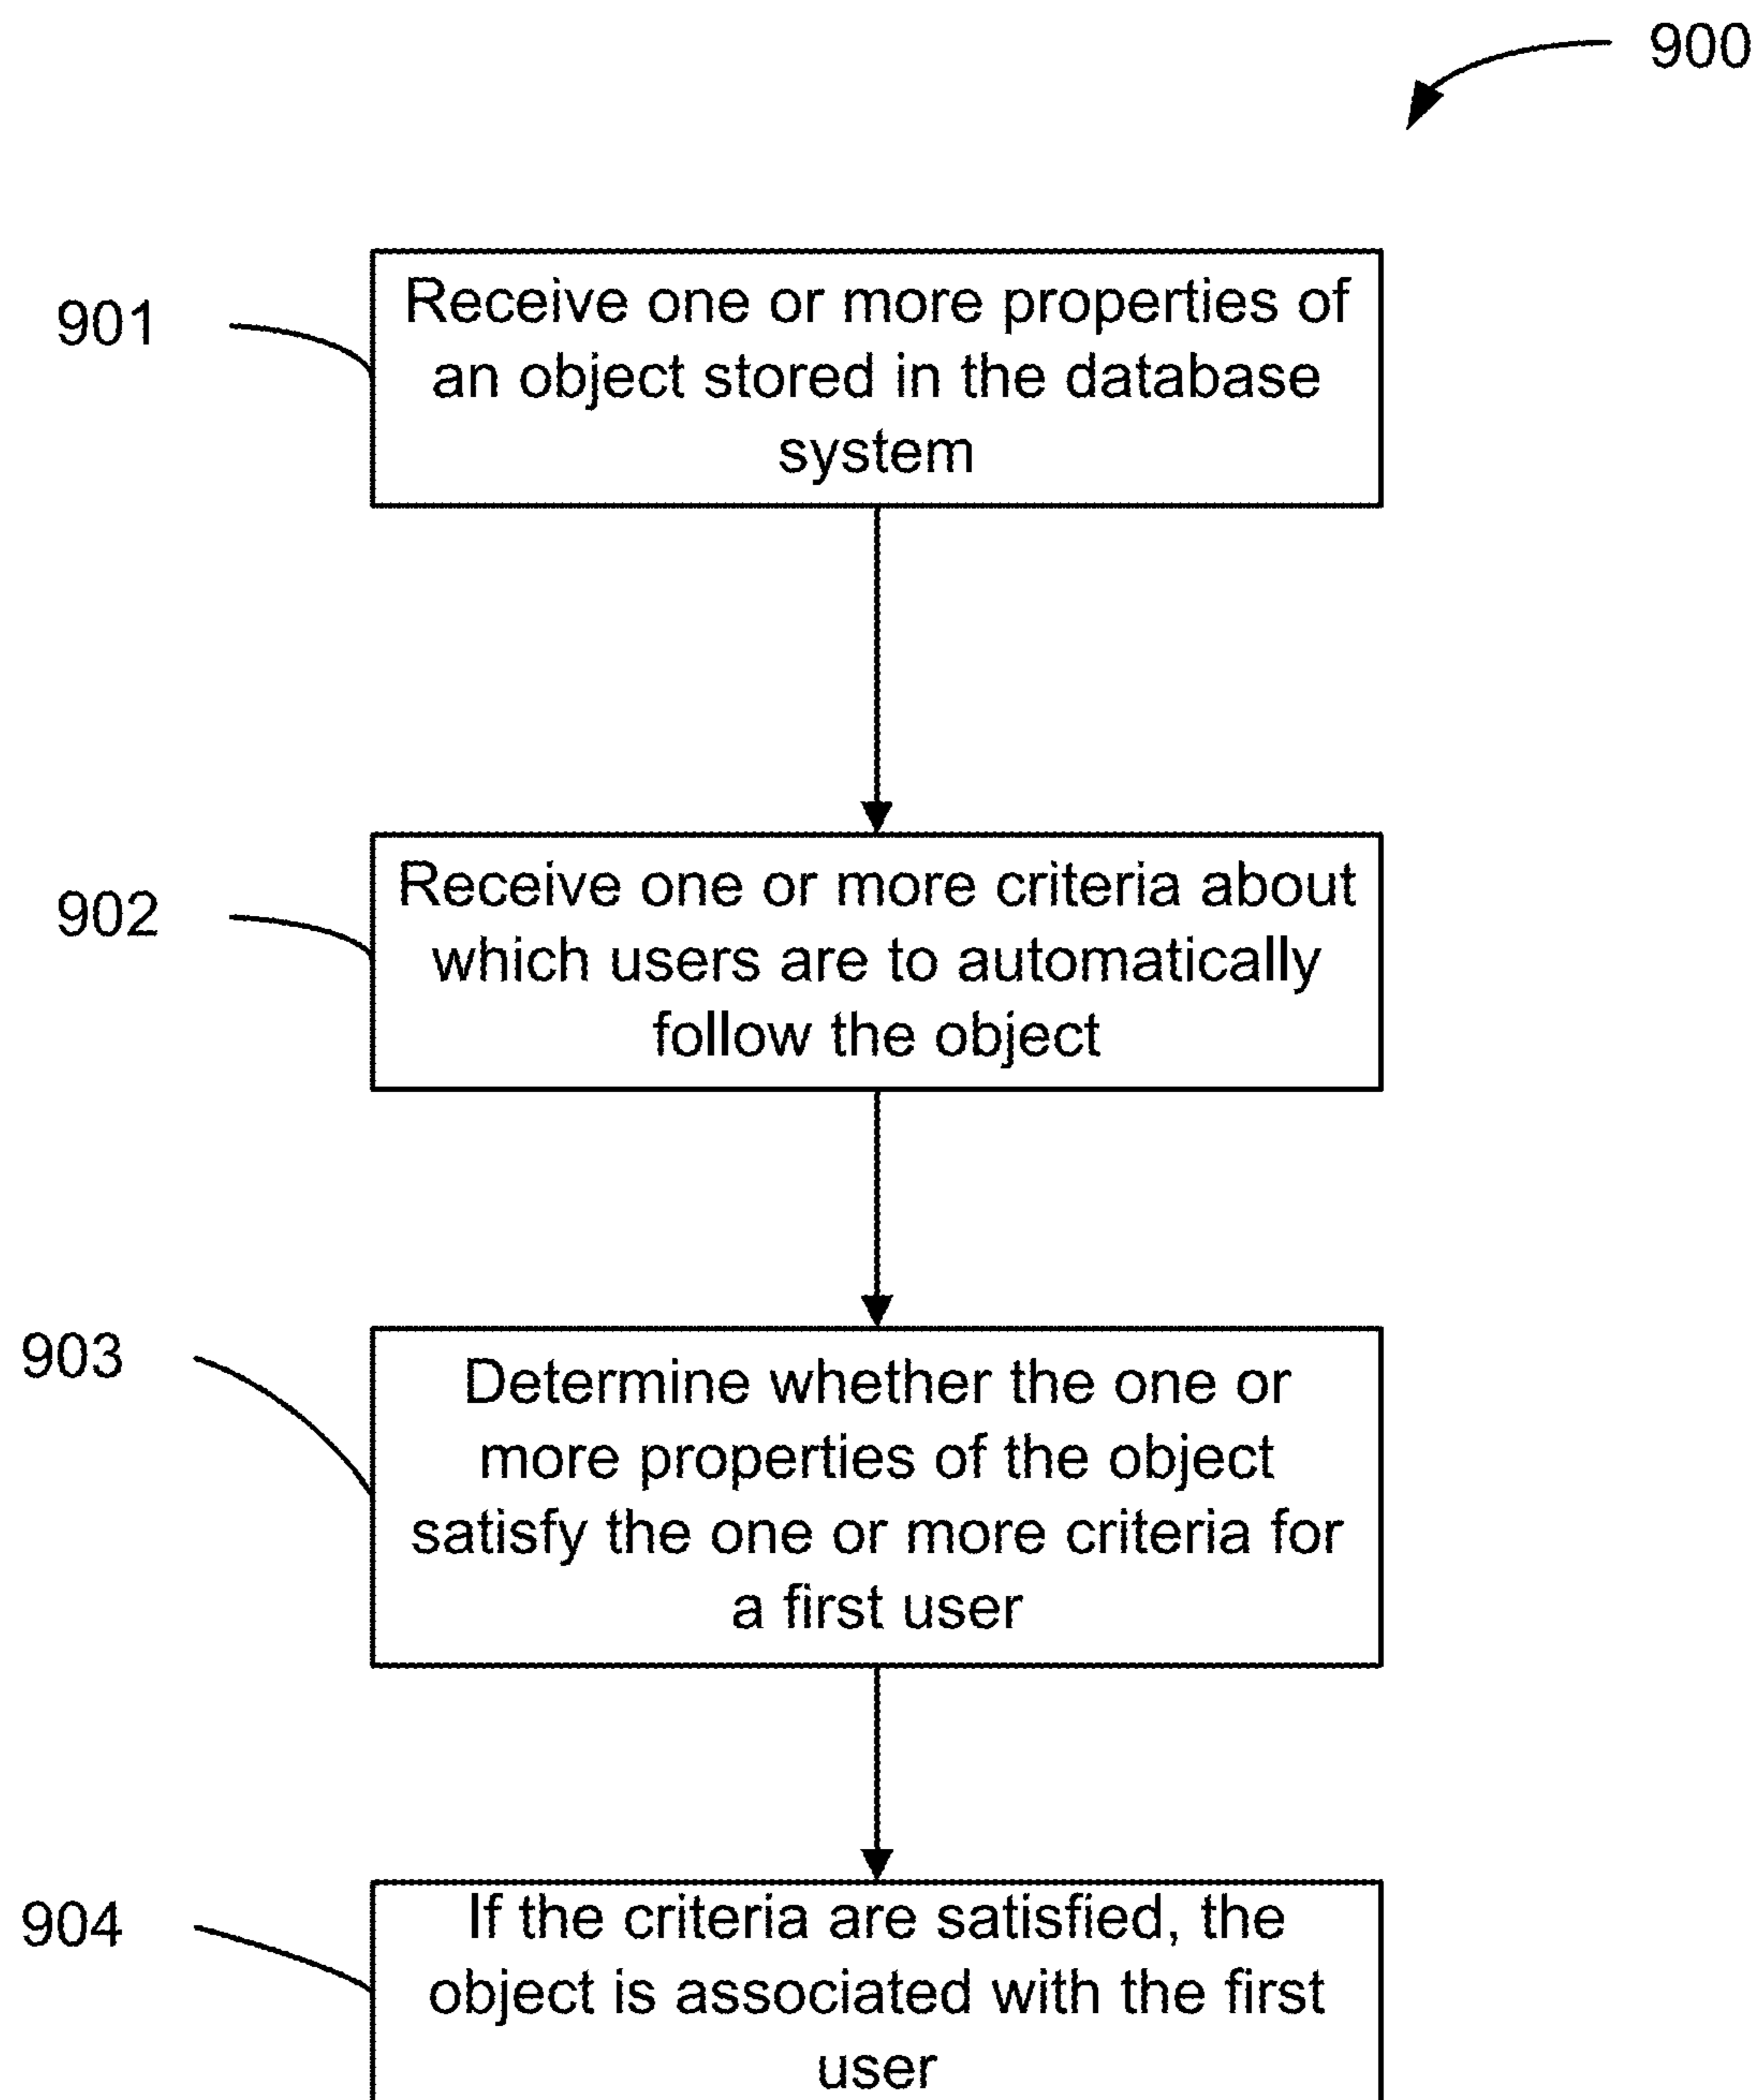 900
901
Receive one or more properties of
an object stored in the database
system
902
Receive one or more criteria about
which users are to automatically
follow the object
903
Determine whether the one or
more properties of the object
satisfy the one or more criteria for
a first user
904
If the criteria are satisfied, the
object is associated with the first
user